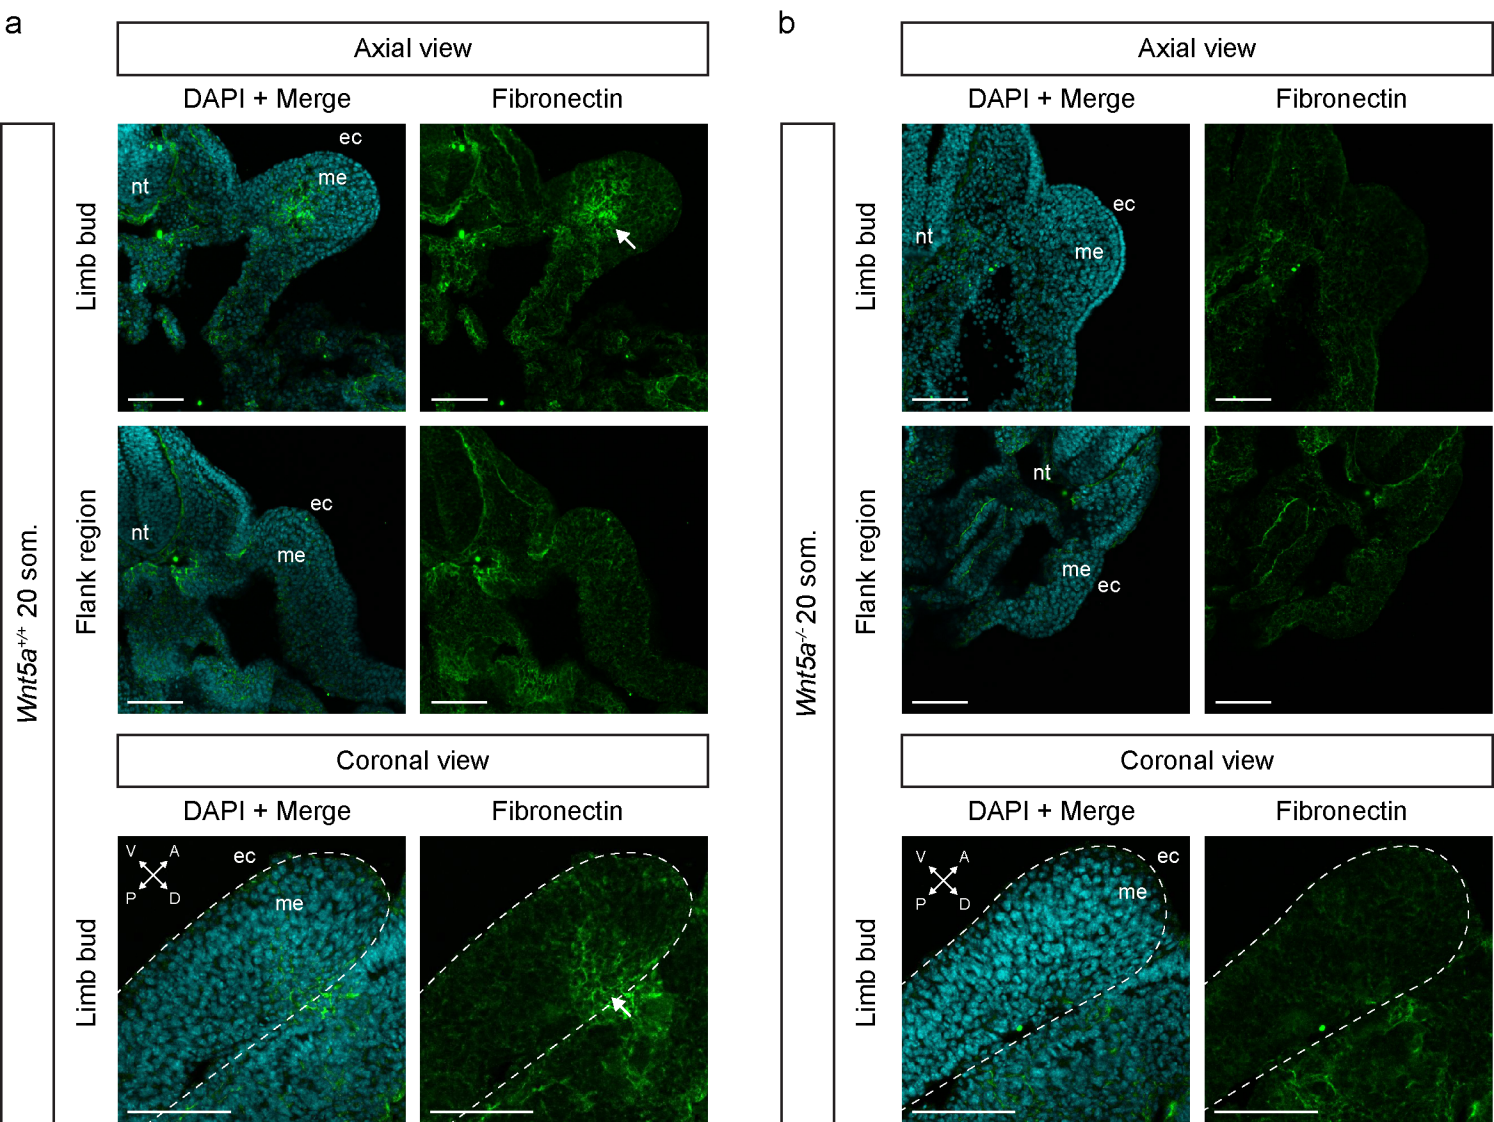 a
Axial view
DAPI + Merge
Fibronectin
Wnt5a+/+ 20 som.
Limb bud
ec
me
nt
Flank region
ec
nt
me
Coronal view
DAPI + Merge
Fibronectin
Limb bud
V A
P D
ec
me
b
Axial view
DAPI + Merge
Fibronectin
Wnt5a-/- 20 som.
Limb bud
ec
nt
me
Flank region
nt
me
ec
Coronal view
DAPI + Merge
Fibronectin
Limb bud
V A
P D
ec
me